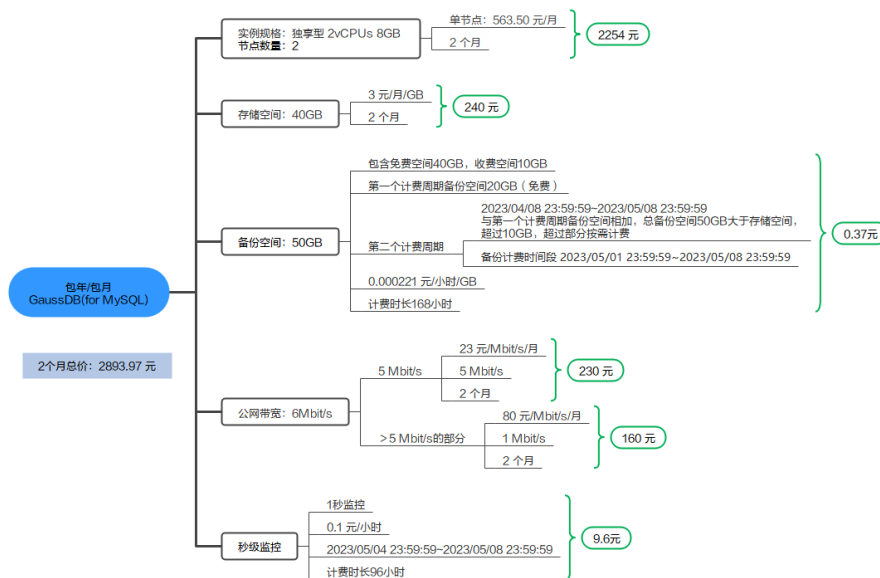 实例规格：独享型 2vCPUs 8GB
节点数量：2
单节点：563.50 元/月
2 个月
2254 元
存储空间：40GB
3 元/月/GB
2 个月
240 元
备份空间：50GB
包含免费空间40GB，收费空间10GB
第一个计费周期备份空间20GB（免费）
第二个计费周期
2023/04/08 23:59:59~2023/05/08 23:59:59
与第一个计费周期备份空间相加，总备份空间50GB大于存储空间，
超过10GB，超过部分按需计费
备份计费时间段 2023/05/01 23:59:59~2023/05/08 23:59:59
0.000221 元/小时/GB
计费时长168小时
0.37元
包年/包月
GaussDB(for MySQL)
2个月总价：2893.97 元
公网带宽：6Mbit/s
5 Mbit/s
23 元/Mbit/s/月
5 Mbit/s
2 个月
230 元
＞5 Mbit/s的部分
80 元/Mbit/s/月
1 Mbit/s
2 个月
160 元
秒级监控
1秒监控
0.1 元/小时
2023/05/04 23:59:59~2023/05/08 23:59:59
计费时长96小时
9.6元